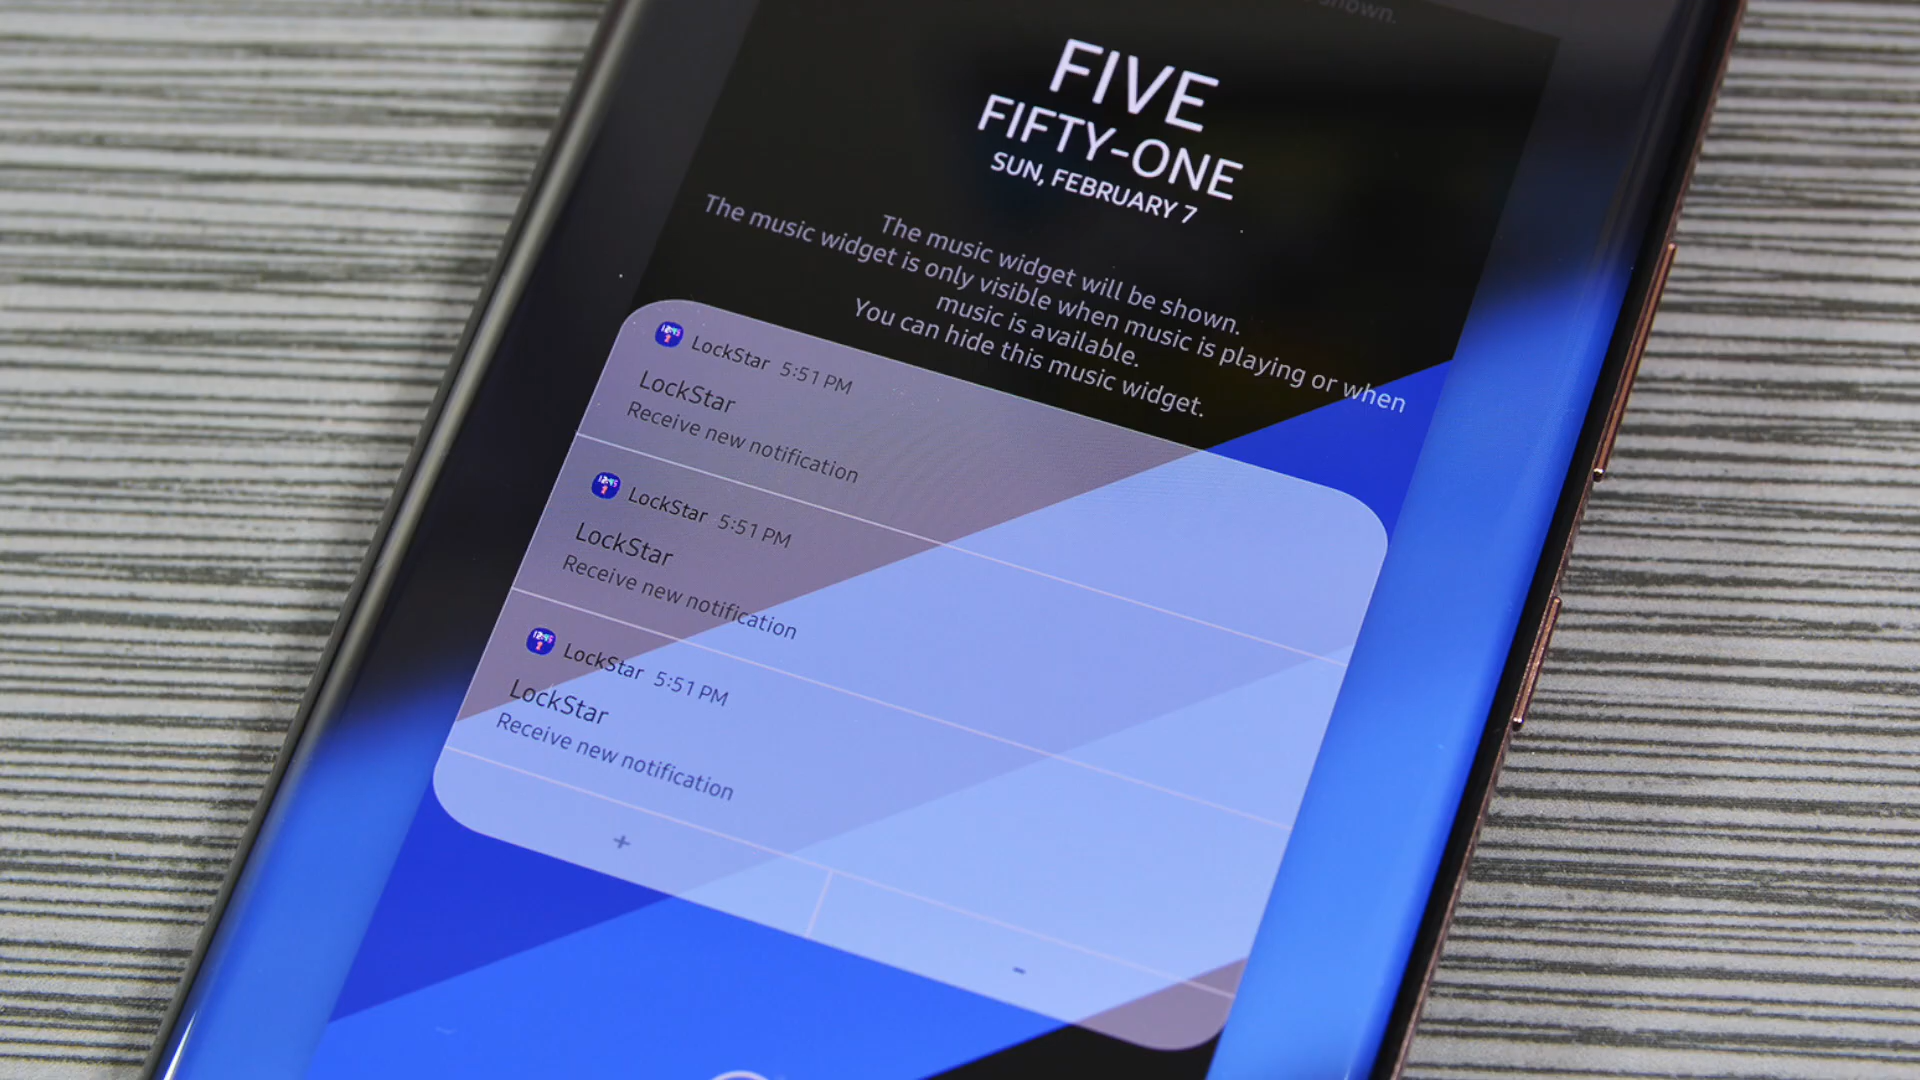 shown.
FIVE
FIFTY-ONE
SUN, FEBRUARY 7
The music widget will be shown.
The music widget is only visible when music is playing or when
music is available.
You can hide this music widget.
LockStar 5:51 PM
LockStar
Receive new notification
LockStar 5:51 PM
LockStar
Receive new notification
LockStar 5:51 PM
LockStar
Receive new notification
+
-